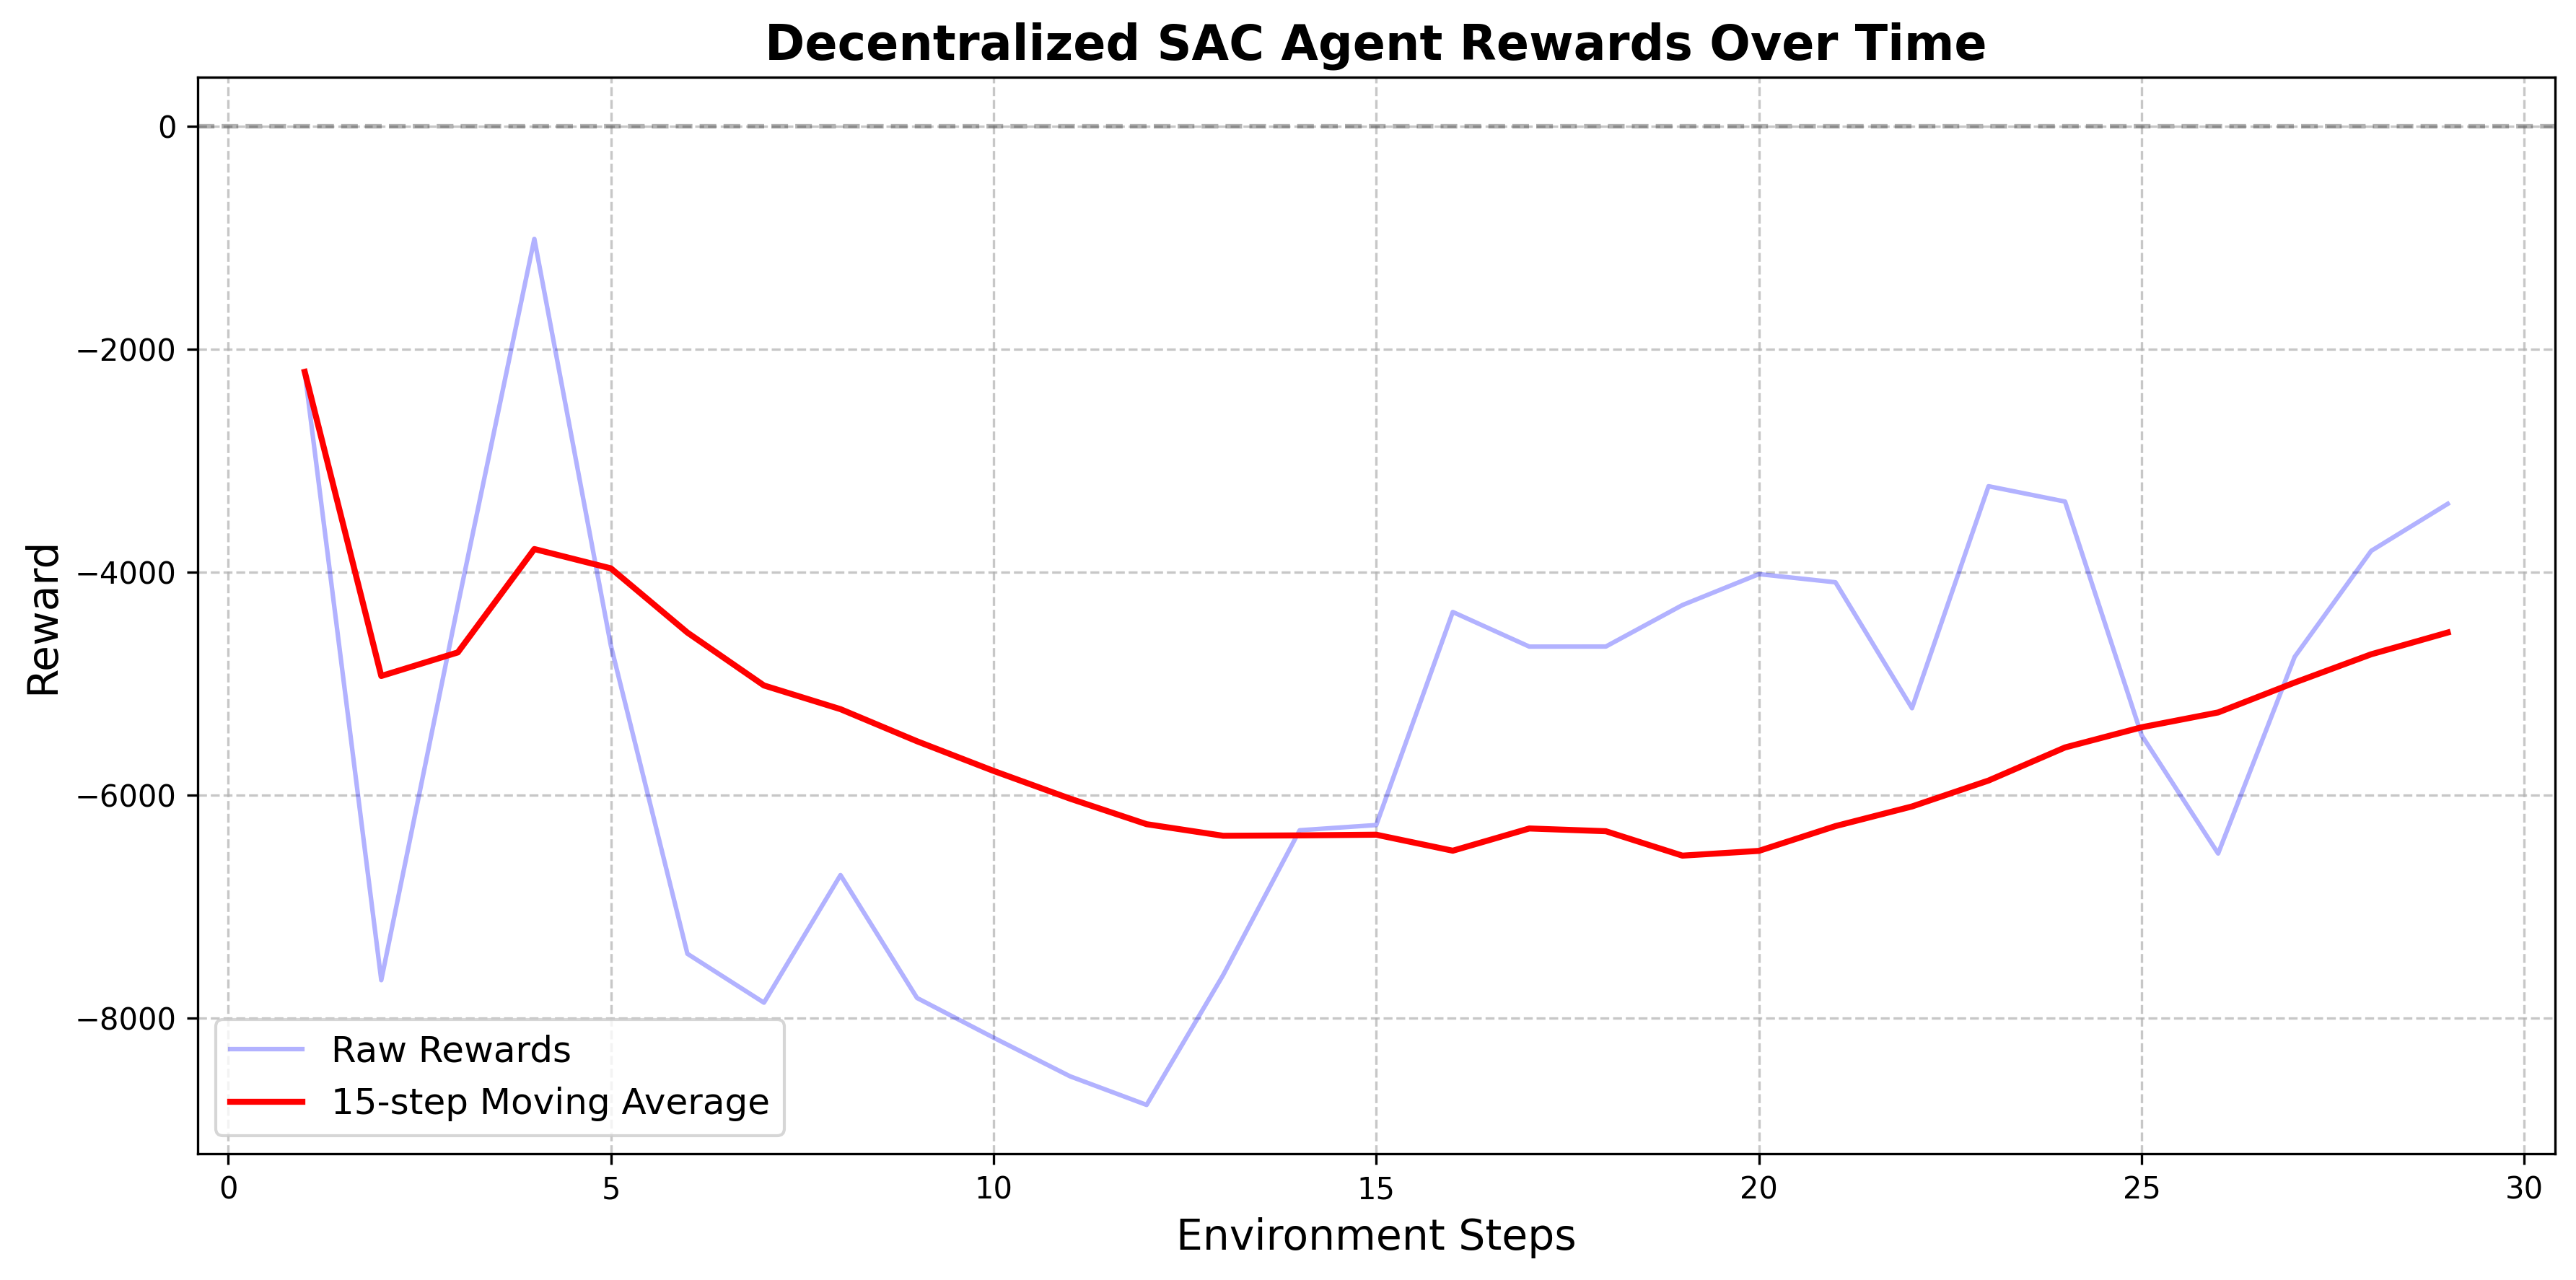 Decentralized SAC Agent Rewards Over Time
Reward
0
−2000
−4000
−6000
−8000
Raw Rewards
15-step Moving Average
0 5 10 15 20 25 30
Environment Steps